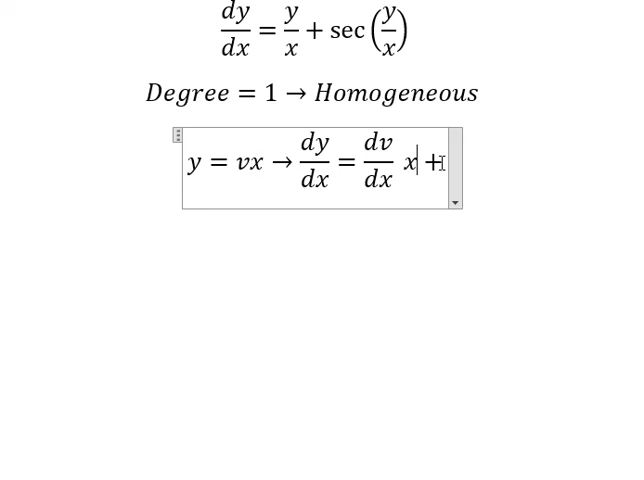 dy/dx = y/x + sec(y/x)
Degree = 1 → Homogeneous
y = vx → dy/dx = dv/dx x +